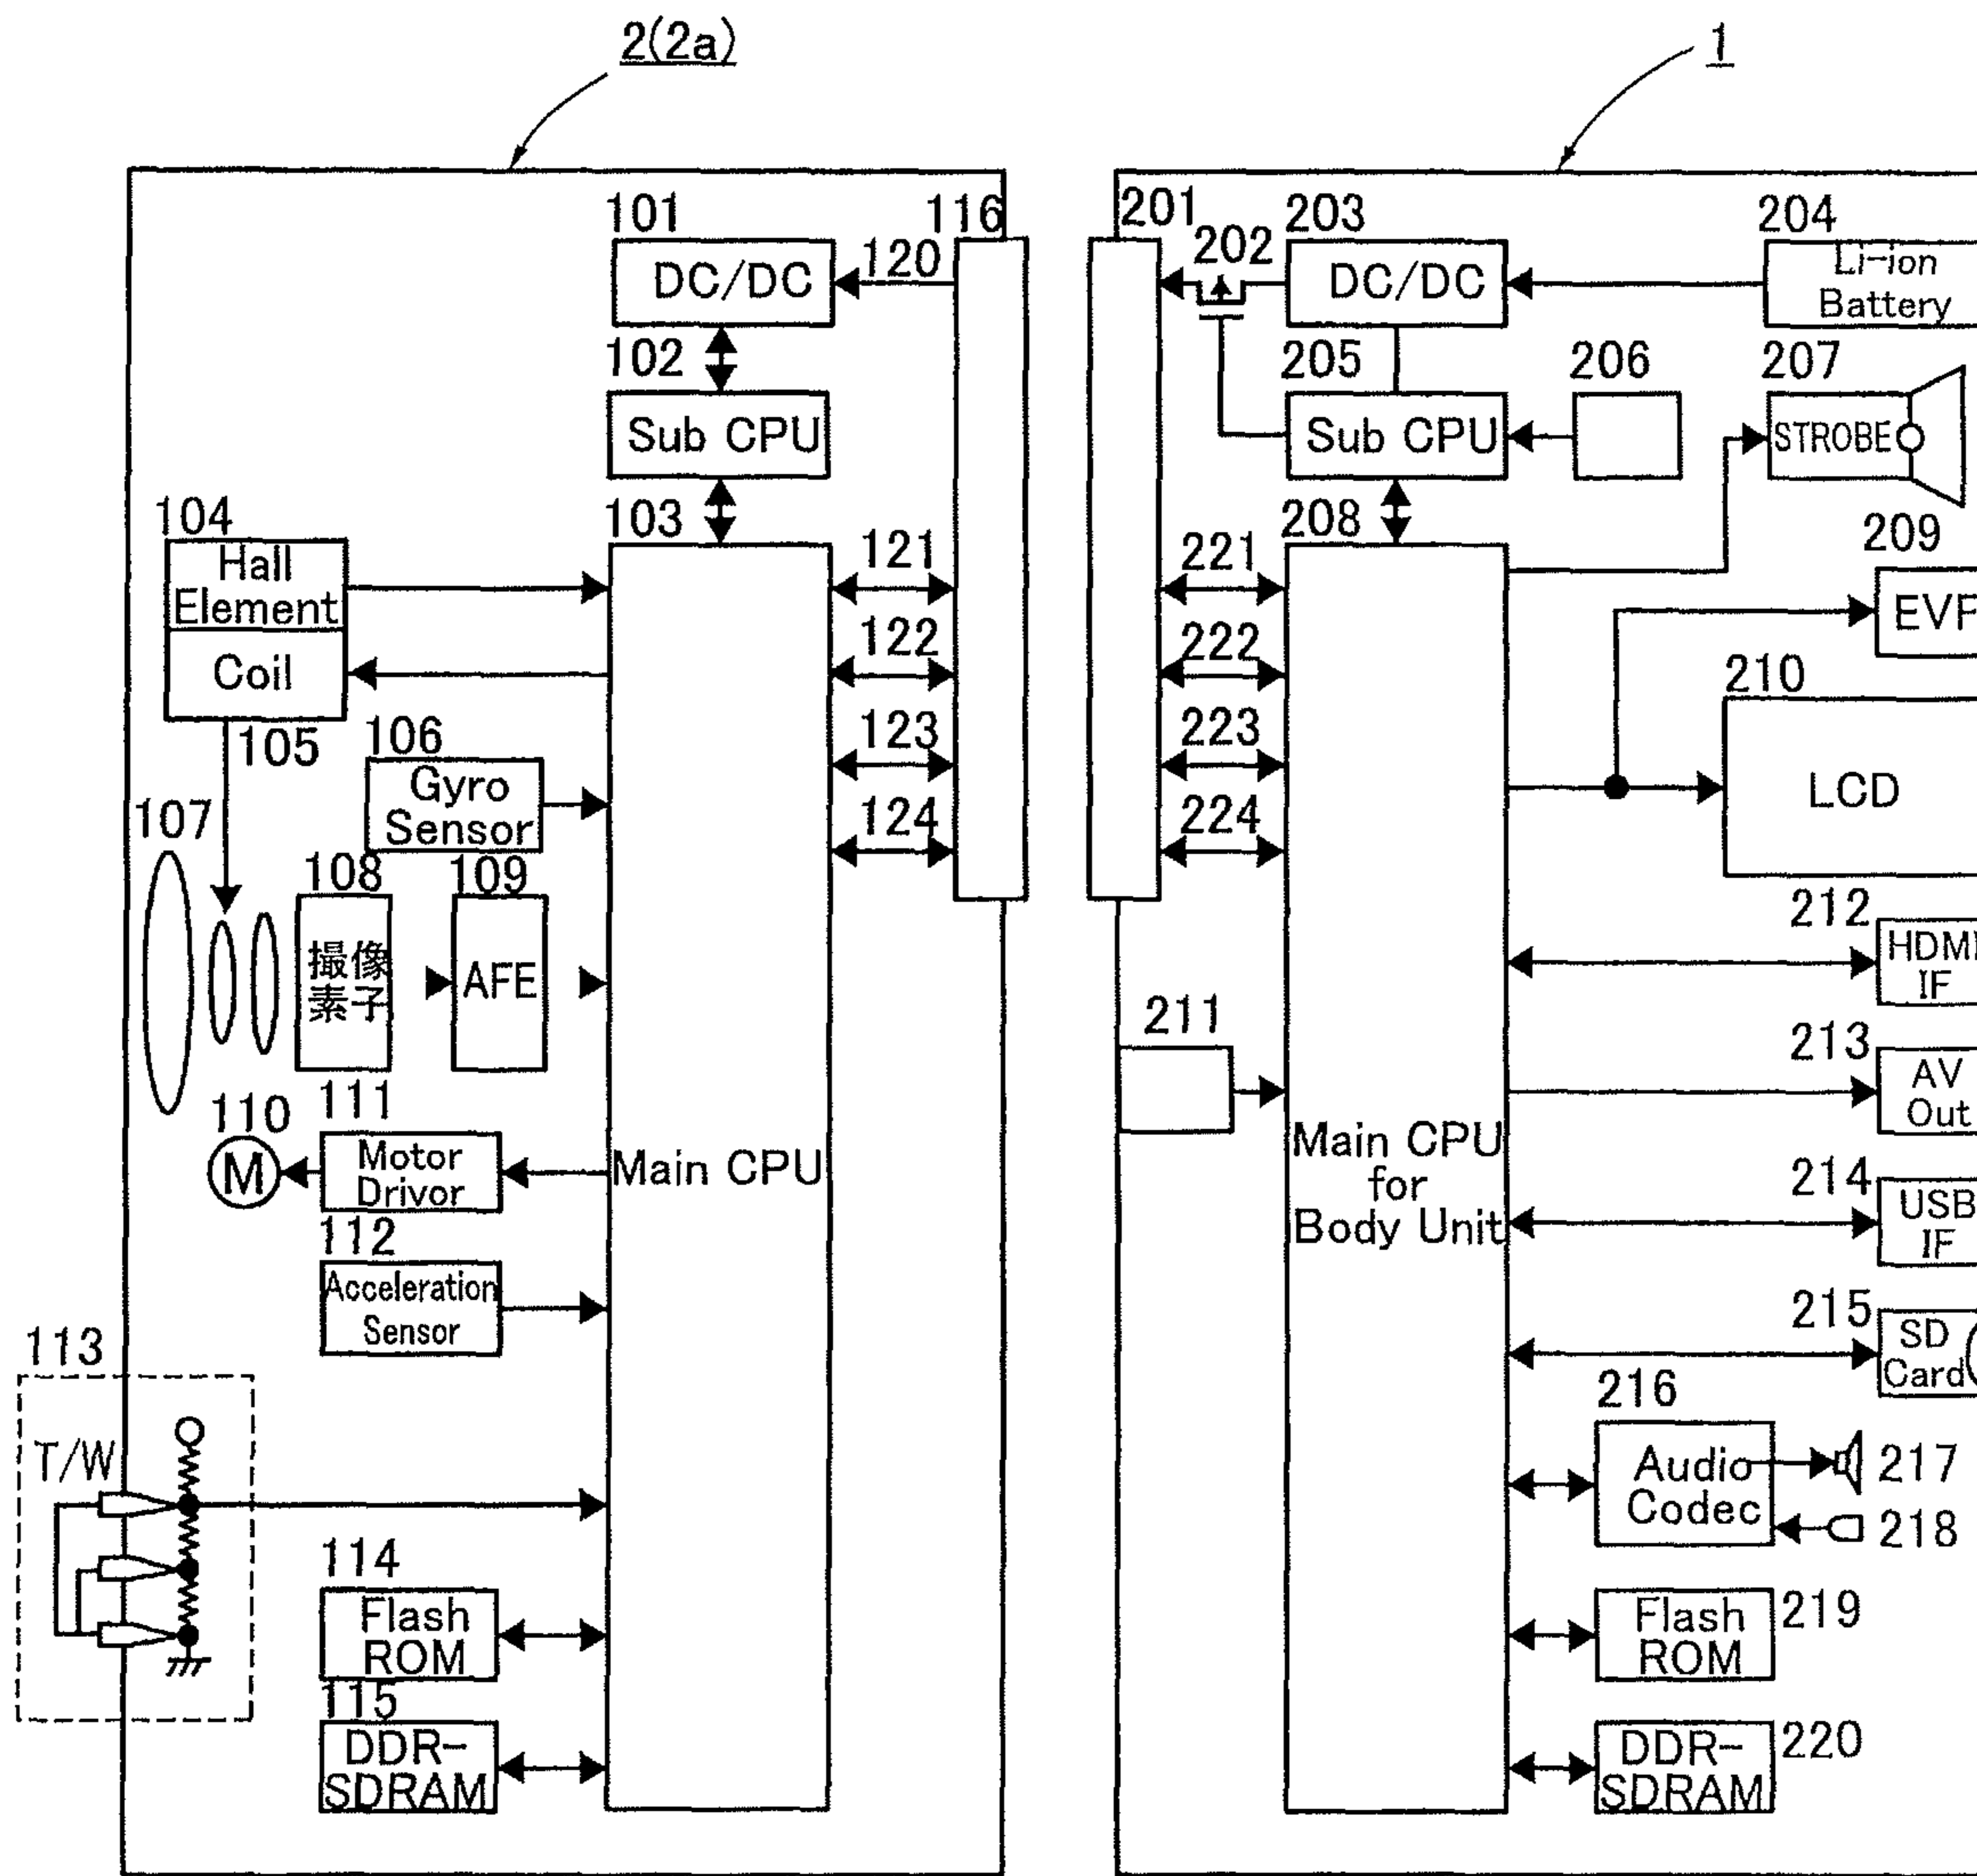 2(2a)
1
101
116
120
DC/DC
102
Sub CPU
103
104
Hall
Element
Coil
105
121
122
123
124
106
Gyro
Sensor
107
108
109
撮像
素子
AFE
110
111
M
Motor
Drivor
Main CPU
112
Acceleration
Sensor
113
T/W
114
Flash
ROM
115
DDR-
SDRAM
201
202
203
204
DC/DC
Li-ion
Battery
205
206
207
Sub CPU
STROBE
208
209
221
222
223
224
EVF
210
LCD
211
212
HDMI
IF
213
AV
Out
Main CPU
for
Body Unit
214
USB
IF
215
SD
Card
216
Audio
Codec
217
218
Flash
ROM
219
DDR-
SDRAM
220